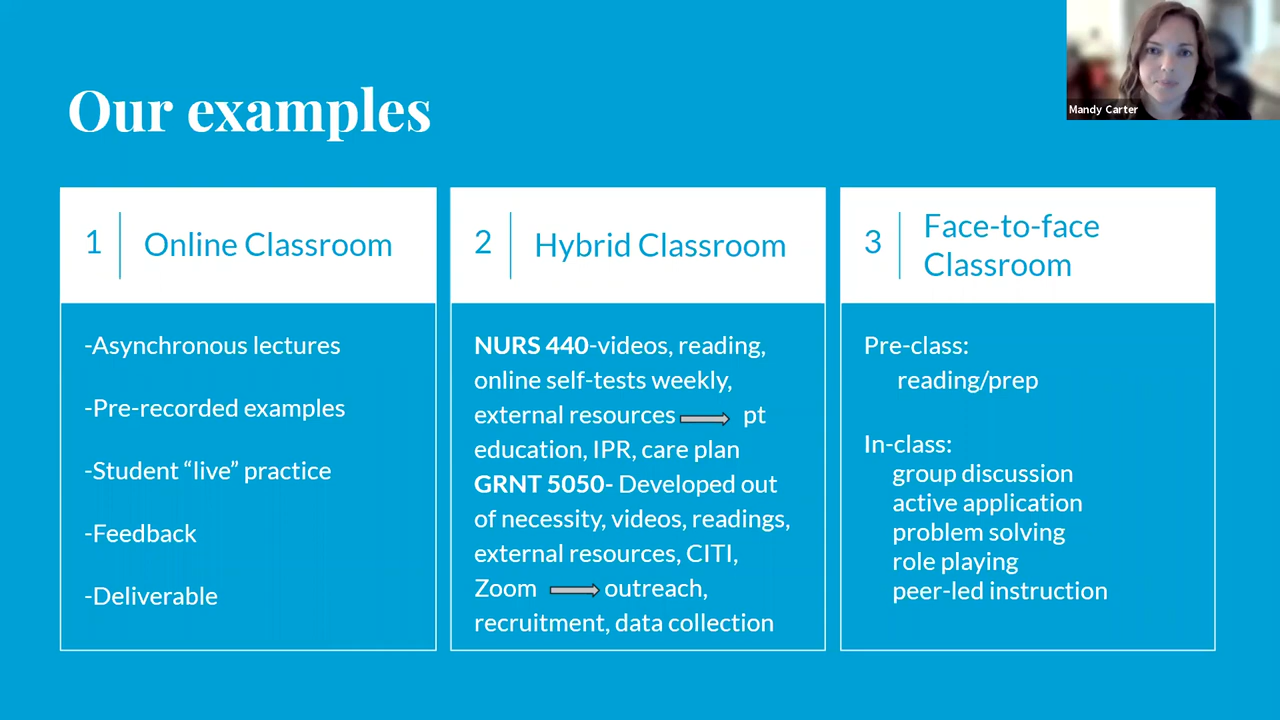 Our examples
Mandy Carter
1
Online Classroom
-Asynchronous lectures
-Pre-recorded examples
-Student “live” practice
-Feedback
-Deliverable
2
Hybrid Classroom
NURS 440-videos, reading,
online self-tests weekly,
external resources pt
education, IPR, care plan
GRNT 5050- Developed out
of necessity, videos, readings,
external resources, CITI,
Zoom outreach,
recruitment, data collection
3
Face-to-face
Classroom
Pre-class:
reading/prep
In-class:
group discussion
active application
problem solving
role playing
peer-led instruction